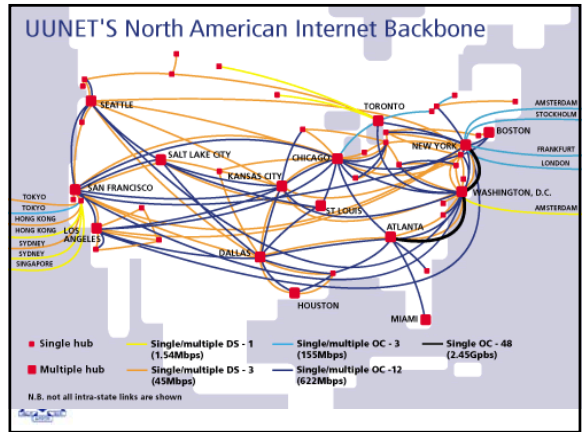 UUNET'S North American Internet Backbone
SEATTLE
TORONTO
AMSTERDAM
STOCKHOLM
BOSTON
NEW YORK
FRANKFURT
LONDON
SALT LAKE CITY
CHICAGO
KANSAS CITY
SAN FRANCISCO
WASHINGTON, D.C.
TOKYO
TOKYO
HONG KONG
HONG KONG
SYDNEY
SYDNEY
SINGAPORE
AMSTERDAM
LOS
ANGELES
ST LOUIS
ATLANTA
DALLAS
HOUSTON
MIAMI
Single hub
Single/multiple DS - 1
(1.54Mbps)
Single/multiple OC - 3
(155Mbps)
Single OC - 48
(2.45Gpbs)
Multiple hub
Single/multiple DS - 3
(45Mbps)
Single/multiple OC -12
(622Mbps)
N.B. not all intra-state links are shown